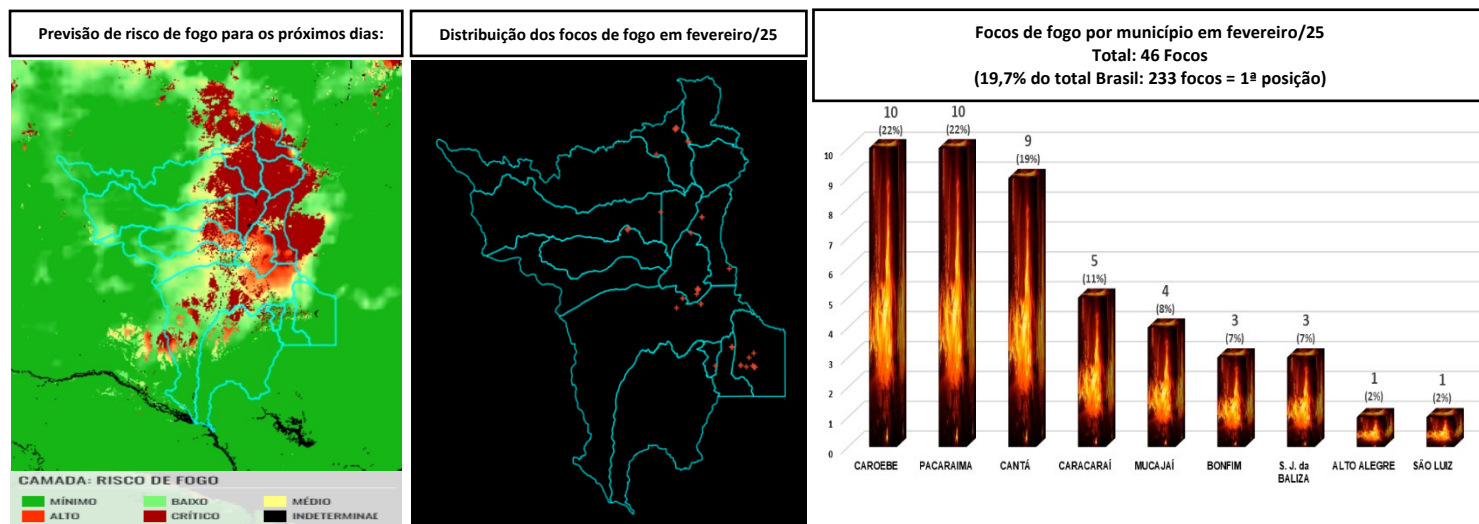 Previsão de risco de fogo para os próximos dias:
CAMADA: RISCO DE FOGO
MÍNIMO
BAIXO
MÉDIO
ALTO
CRÍTICO
INDETERMINAD
Distribuição dos focos de fogo em fevereiro/25
Focos de fogo por município em fevereiro/25
Total: 46 Focos
(19,7% do total Brasil: 233 focos = 1ª posição)
10
(22%)
10
(22%)
9
(19%)
5
(11%)
4
(8%)
3
(7%)
3
(7%)
1
(2%)
1
(2%)
10
9
8
7
6
5
4
3
2
1
0
CAROEBE
PACARAIMA
CANTÁ
CARACARAÍ
MUCAJAÍ
BONFIM
S. J. da
BALIZA
ALTO ALEGRE
SÃO LUIZ